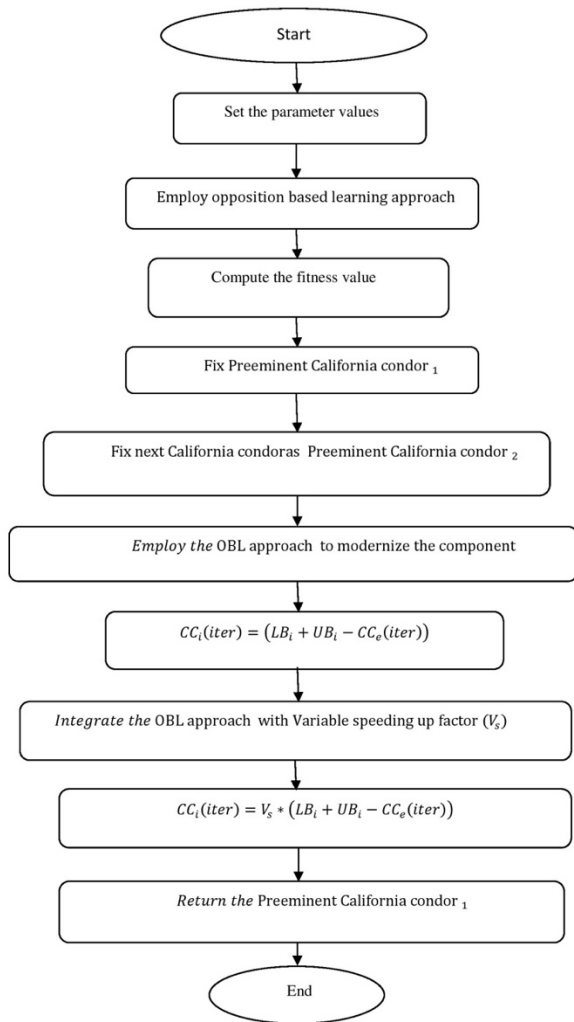 Start
Set the parameter values
Employ opposition based learning approach
Compute the fitness value
Fix Preeminent California condor ₁
Fix next California condoras Preeminent California condor ₂
Employ the OBL approach to modernize the component
CCᵢ(iter) = (LBᵢ + UBᵢ − CCₑ(iter))
Integrate the OBL approach with Variable speeding up factor (Vₛ)
CCᵢ(iter) = Vₛ ∗ (LBᵢ + UBᵢ − CCₑ(iter))
Return the Preeminent California condor ₁
End